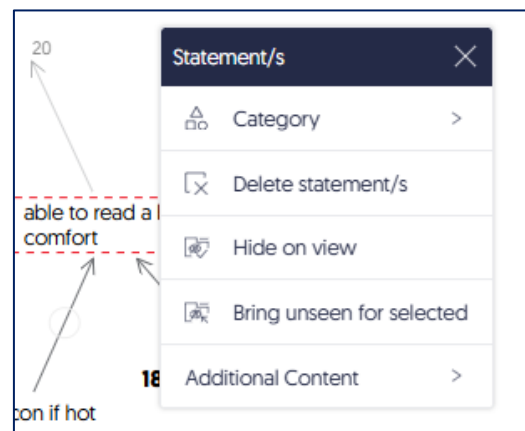 20
Statement/s
Category
Delete statement/s
able to read a
comfort
Hide on view
Bring unseen for selected
18
Additional Content
con if hot